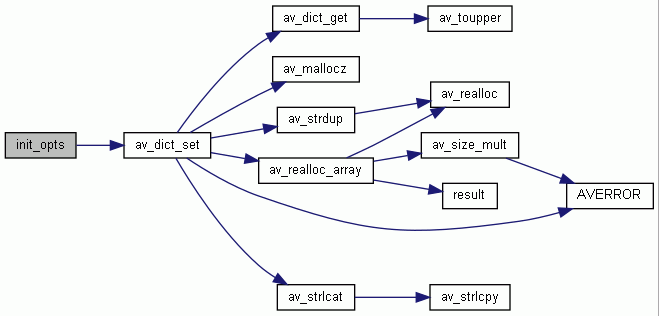 av_dict_get
av_toupper
av_mallocz
av_realloc
av_strdup
init_opts
av_dict_set
av_size_mult
av_realloc_array
result
AVERROR
av_strlcat
av_strlcpy